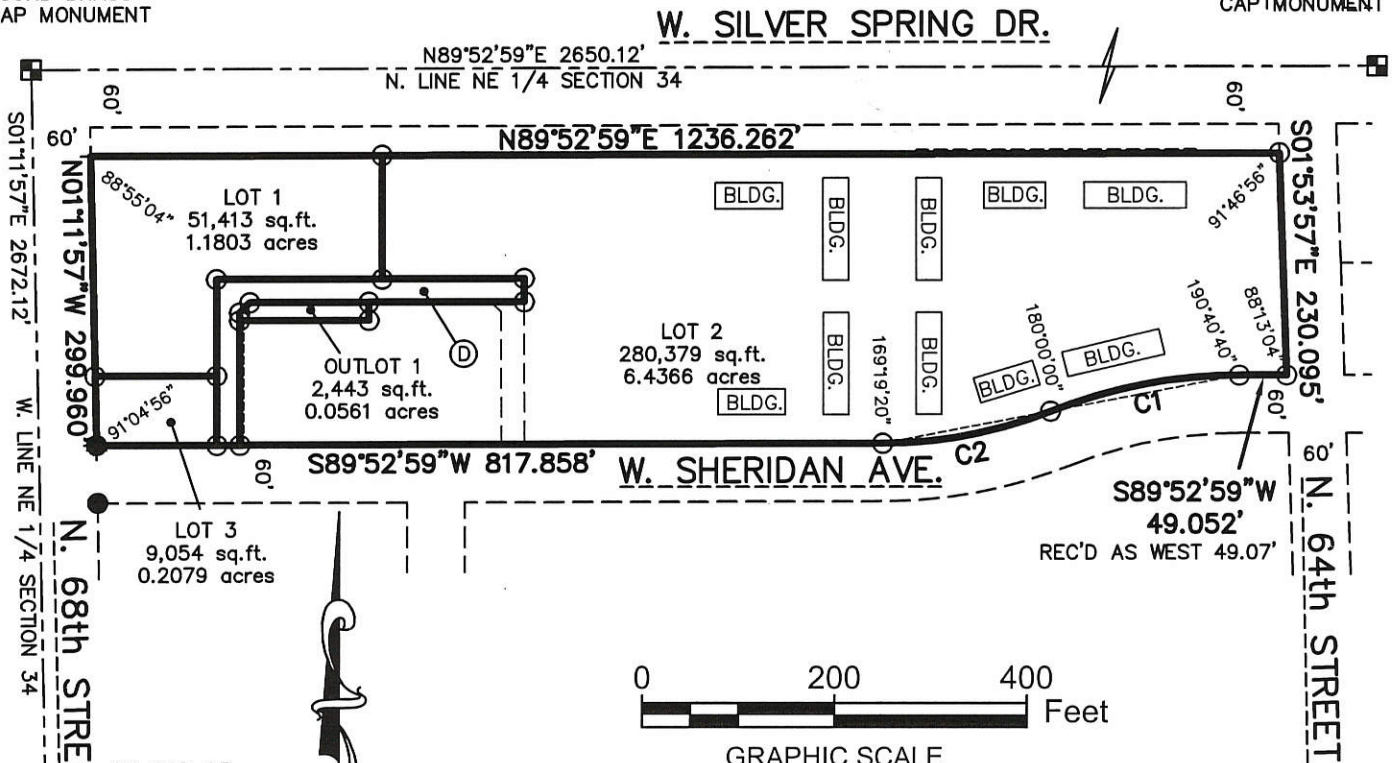 AP MONUMENT
W. SILVER SPRING DR.
CAP MONUMENT
N89°52'59"E 2650.12'
N. LINE NE 1/4 SECTION 34
60'
60'
60'
N89°52'59"E 1236.262'
S01°11'57"E 2672.12'
W. LINE NE 1/4 SECTION 34
N01°11'57"W 299.960'
88°55'04"
LOT 1
51,413 sq.ft.
1.1803 acres
BLDG.
BLDG.
BLDG.
BLDG.
BLDG.
91°46'56"
S01°53'57"E 230.095'
LOT 2
280,379 sq.ft.
6.4366 acres
D
OUTLOT 1
2,443 sq.ft.
0.0561 acres
BLDG.
BLDG.
BLDG.
BLDG.
BLDG.
169°19'20"
180°00'00"
190°40'40"
88°13'04"
C1
C2
91°04'56"
60'
S89°52'59"W 817.858'
W. SHERIDAN AVE.
60'
60'
S89°52'59"W
49.052'
REC'D AS WEST 49.07'
LOT 3
9,054 sq.ft.
0.2079 acres
N. 68th STRE
N. 64th STREET
0 200 400
Feet
GRAPHIC SCALE